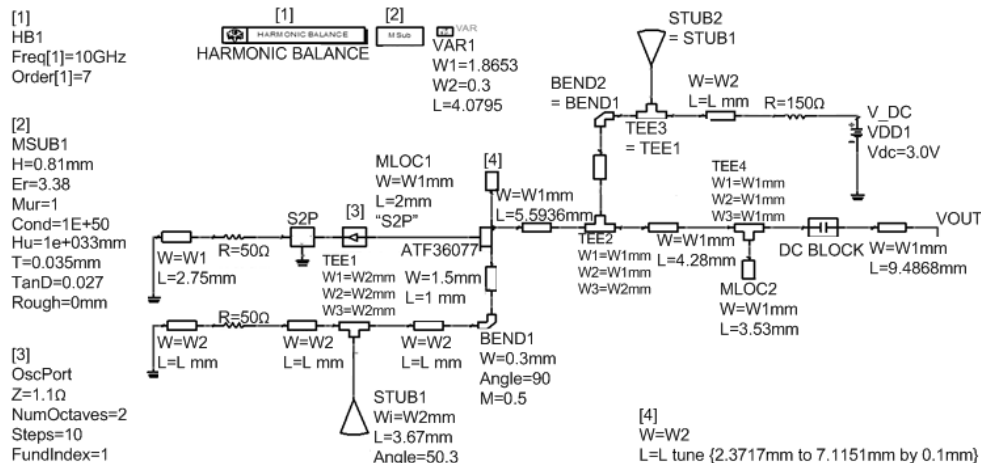 [1]
HB1
Freq[1]=10GHz
Order[1]=7
[2]
MSUB1
H=0.81mm
Er=3.38
Mur=1
Cond=1E+50
Hu=1e+033mm
T=0.035mm
TanD=0.027
Rough=0mm
[3]
OscPort
Z=1.1Ω
NumOctaves=2
Steps=10
FundIndex=1
[1]
HARMONIC BALANCE
HARMONIC BALANCE
[2]
MSub
VAR
VAR1
W1=1.8653
W2=0.3
L=4.0795
STUB2
= STUB1
BEND2
= BEND1
W=W2
L=L mm
R=150Ω
V_DC
VDD1
Vdc=3.0V
TEE3
= TEE1
MLOC1
W=W1mm
L=2mm
"S2P"
[4]
W=W1mm
L=5.5936mm
TEE4
W1=W1mm
W2=W1mm
W3=W1mm
S2P
[3]
ATF36077
VOUT
W=W1
L=2.75mm
R=50Ω
TEE1
W1=W2mm
W2=W2mm
W3=W2mm
W=1.5mm
L=1 mm
TEE2
W1=W1mm
W2=W1mm
W3=W2mm
W=W1mm
L=4.28mm
DC BLOCK
W=W1mm
L=9.4868mm
MLOC2
W=W1mm
L=3.53mm
R=50Ω
W=W2
L=L mm
W=W2
L=L mm
W=W2
L=L mm
BEND1
W=0.3mm
Angle=90
M=0.5
STUB1
Wi=W2mm
L=3.67mm
Angle=50.3
[4]
W=W2
L=L tune {2.3717mm to 7.1151mm by 0.1mm}